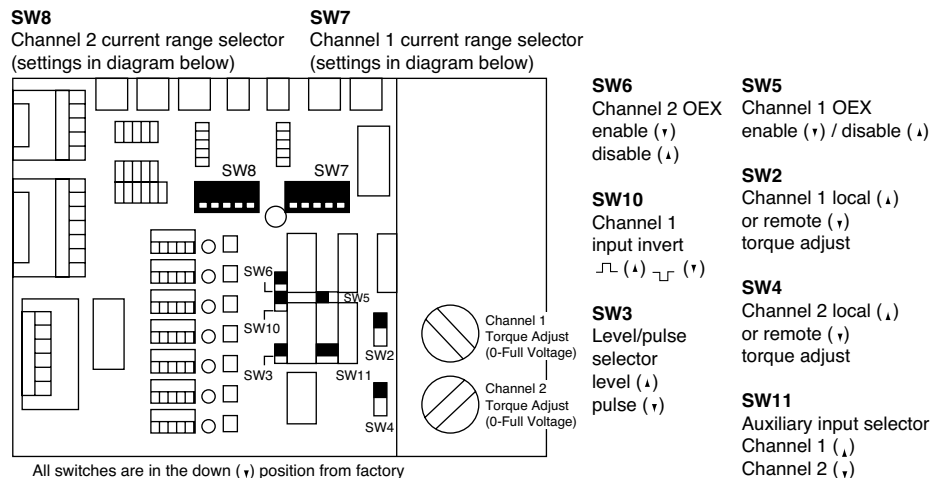 SW8
Channel 2 current range selector
(settings in diagram below)
SW7
Channel 1 current range selector
(settings in diagram below)
SW8
SW7
SW6
SW5
SW10
SW2
SW3
SW11
SW4
Channel 1
Torque Adjust
(0-Full Voltage)
Channel 2
Torque Adjust
(0-Full Voltage)
All switches are in the down (▾) position from factory
SW6
Channel 2 OEX
enable (▾)
disable (▴)
SW10
Channel 1
input invert
(▴) (▾)
SW3
Level/pulse
selector
level (▴)
pulse (▾)
SW5
Channel 1 OEX
enable (▾) / disable (▴)
SW2
Channel 1 local (▴)
or remote (▾)
torque adjust
SW4
Channel 2 local (▴)
or remote (▾)
torque adjust
SW11
Auxiliary input selector
Channel 1 (▴)
Channel 2 (▾)